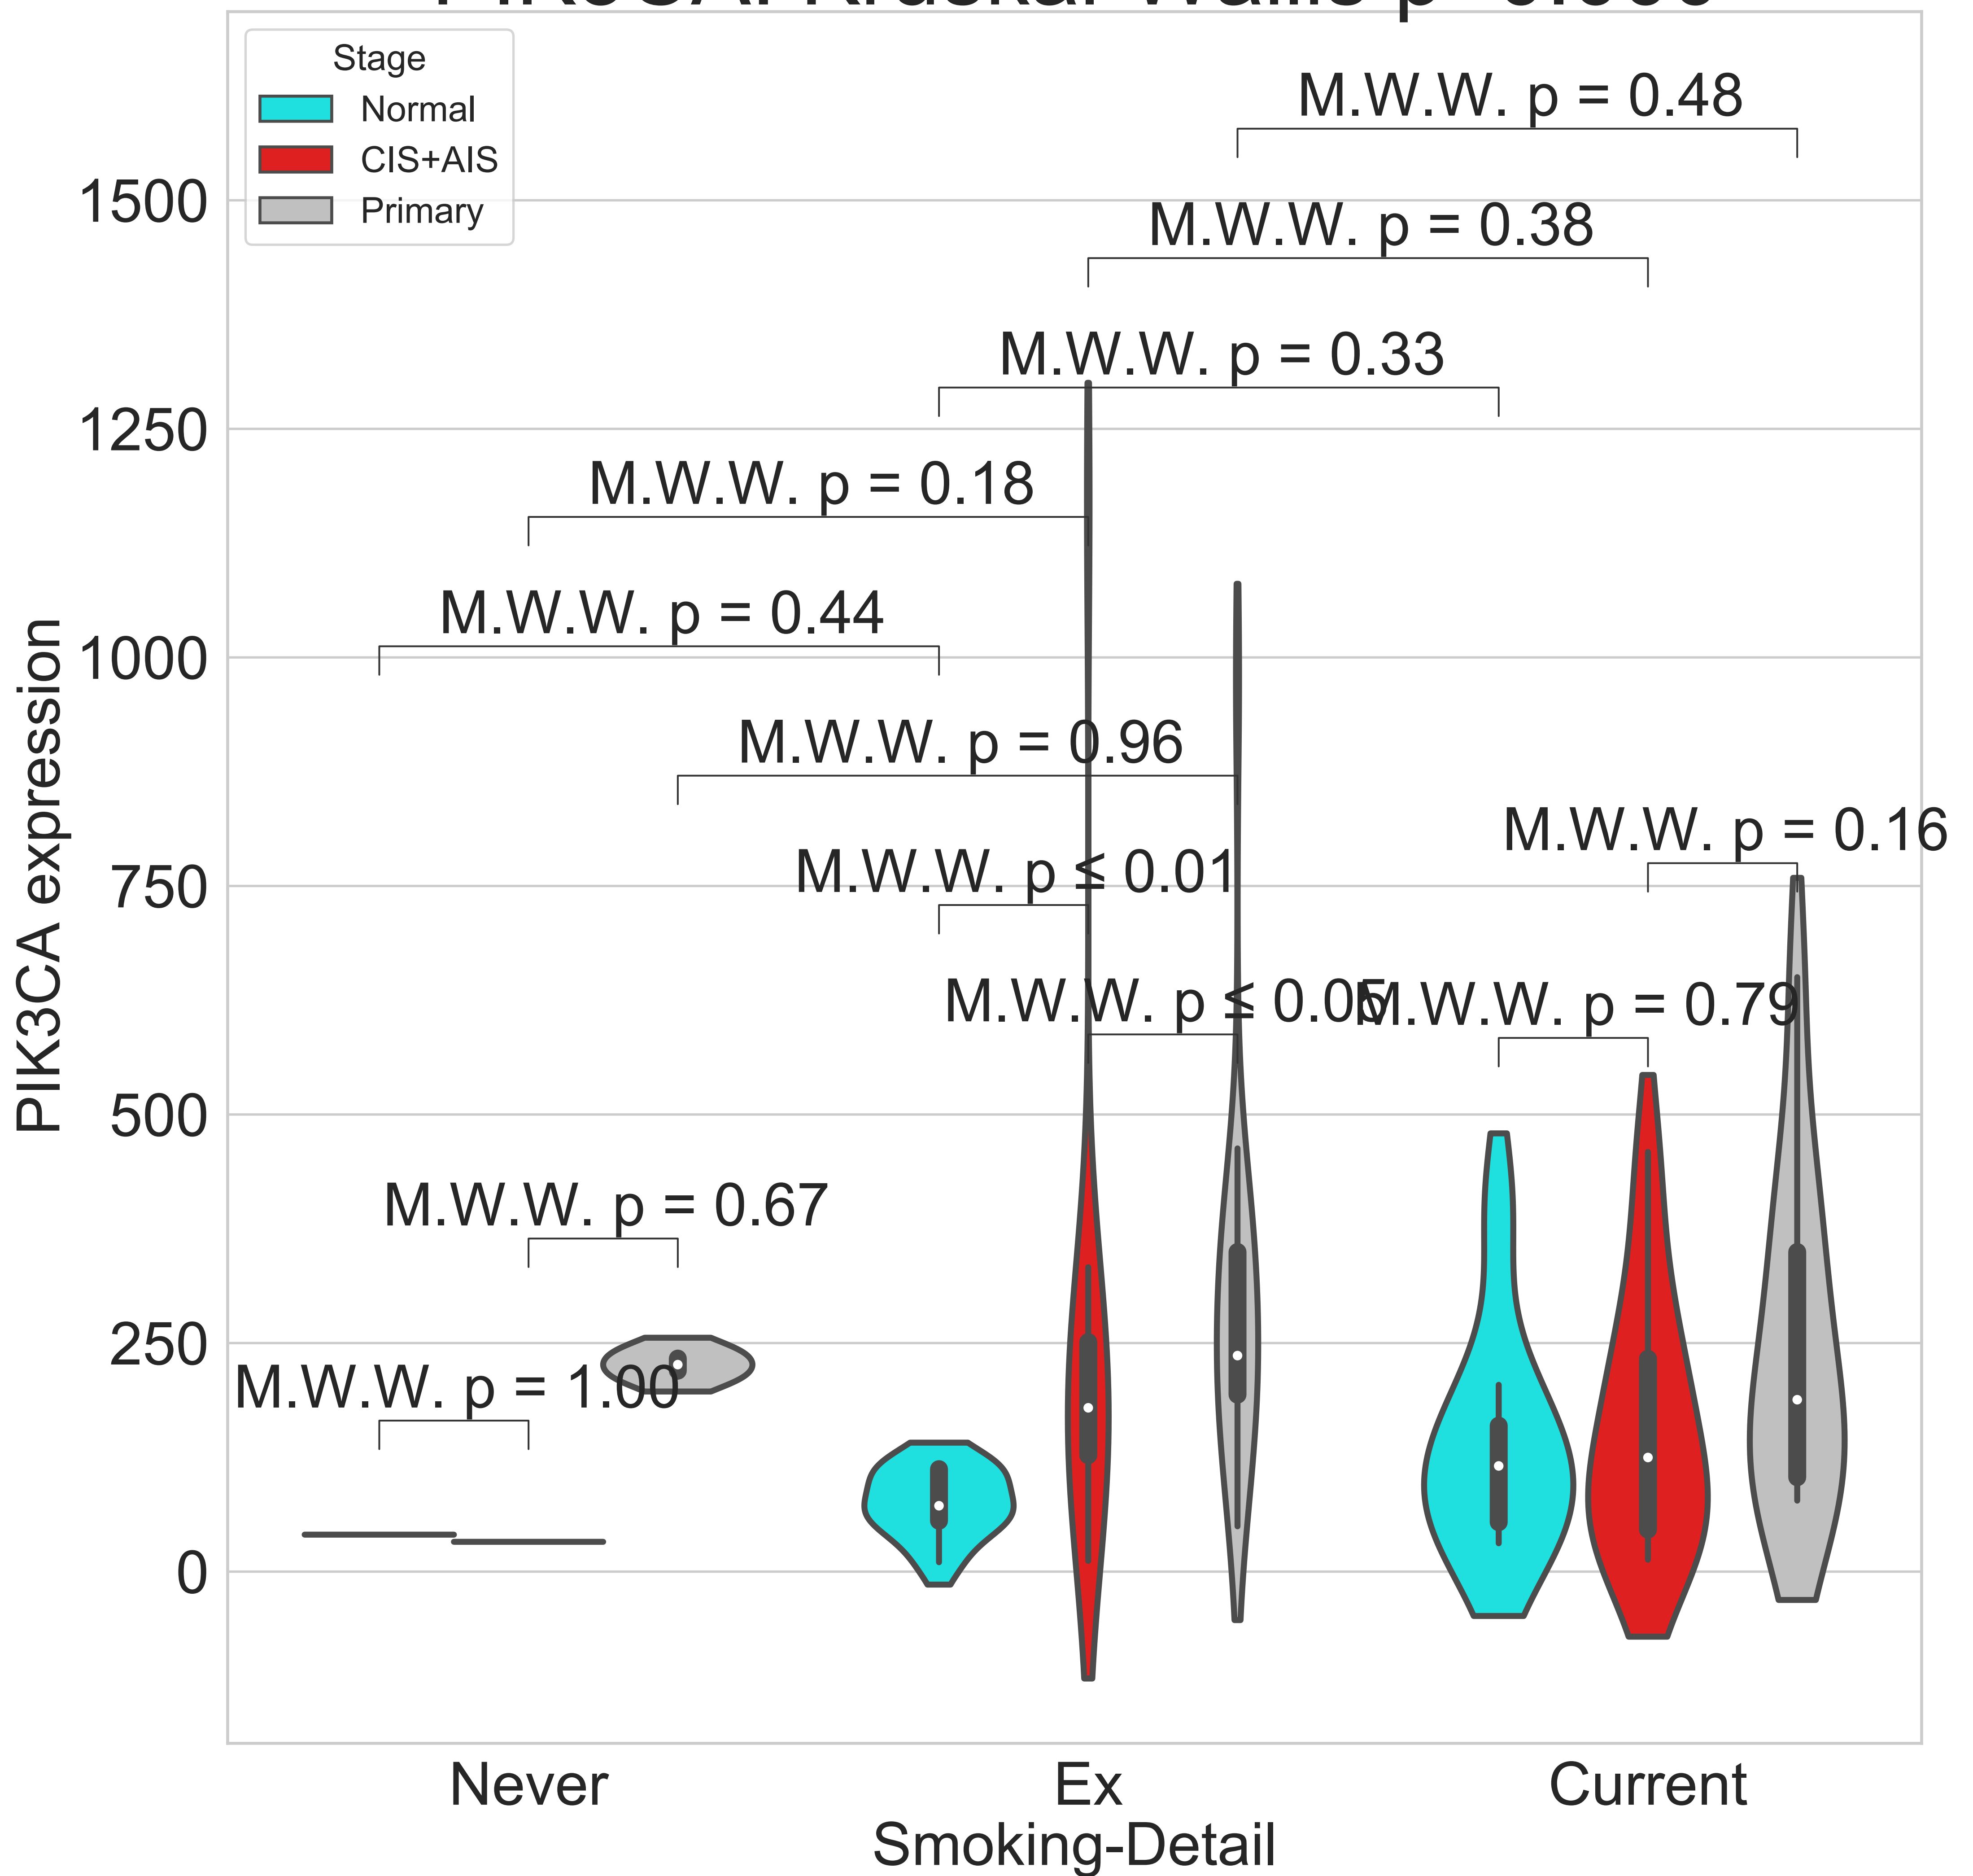 Stage
Normal
CIS+AIS
Primary
M.W.W. p = 0.48
M.W.W. p = 0.38
M.W.W. p = 0.33
M.W.W. p = 0.18
M.W.W. p = 0.44
M.W.W. p = 0.96
M.W.W. p ≤ 0.01
M.W.W. p = 0.16
M.W.W. p ≤ 0.05
M.W.W. p = 0.79
M.W.W. p = 0.67
M.W.W. p = 1.00
1500
1250
1000
750
500
250
0
PIK3CA expression
Never
Ex
Current
Smoking-Detail